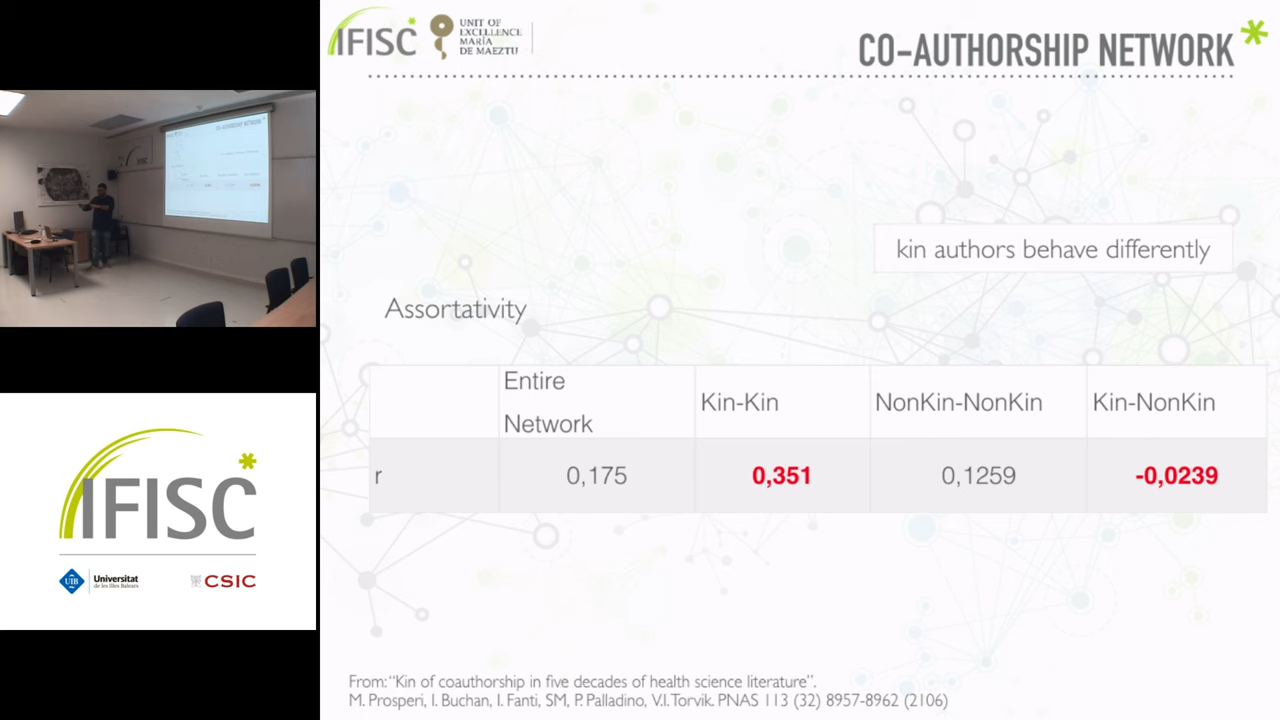 IFISC
UNIT OF
EXCELLENCE
MARÍA
DE MAEZTU
CO-AUTHORSHIP NETWORK
CO-AUTHORSHIP NETWORK
kin authors behave differently
Assortativity
Entire Network
Kin-Kin
NonKin-NonKin
Kin-NonKin
r
0,175
0,351
0,1259
-0,0239
IFISC
UIB
Universitat
de les Illes Balears
CSIC
From: “Kin of coauthorship in five decades of health science literature”.
M. Prosperi, I. Buchan, I. Fanti, SM, P. Palladino, V.I. Torvik. PNAS 113 (32) 8957-8962 (2106)